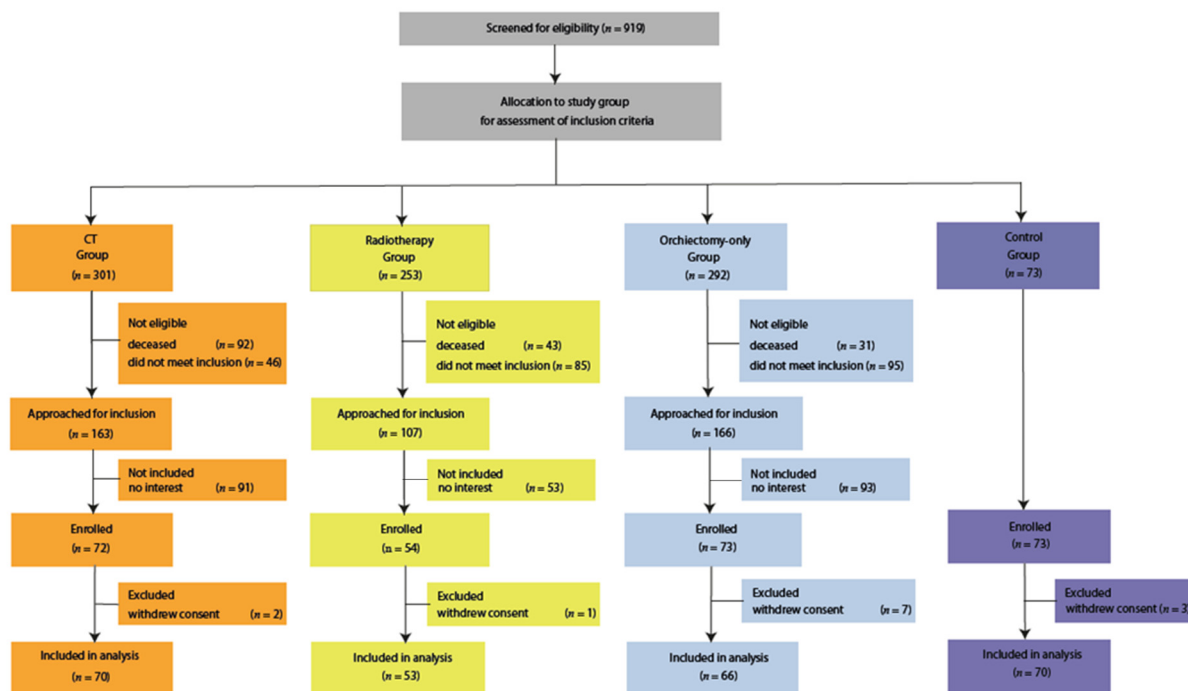 Screened for eligibility (n = 919)
Allocation to study group
for assessment of inclusion criteria
CT
Group
(n = 301)
Not eligible
deceased (n = 92)
did not meet inclusion (n = 46)
Approached for inclusion
(n = 163)
Not included
no interest (n = 91)
Enrolled
(n = 72)
Excluded
withdrew consent (n = 2)
Included in analysis
(n = 70)
Radiotherapy
Group
(n = 253)
Not eligible
deceased (n = 43)
did not meet inclusion (n = 85)
Approached for inclusion
(n = 107)
Not included
no interest (n = 53)
Enrolled
(n = 54)
Excluded
withdrew consent (n = 1)
Included in analysis
(n = 53)
Orchiectomy-only
Group
(n = 292)
Not eligible
deceased (n = 31)
did not meet inclusion (n = 95)
Approached for inclusion
(n = 166)
Not included
no interest (n = 93)
Enrolled
(n = 73)
Excluded
withdrew consent (n = 7)
Included in analysis
(n = 66)
Control
Group
(n = 73)
Enrolled
(n = 73)
Excluded
withdrew consent (n = 3
Included in analysis
(n = 70)